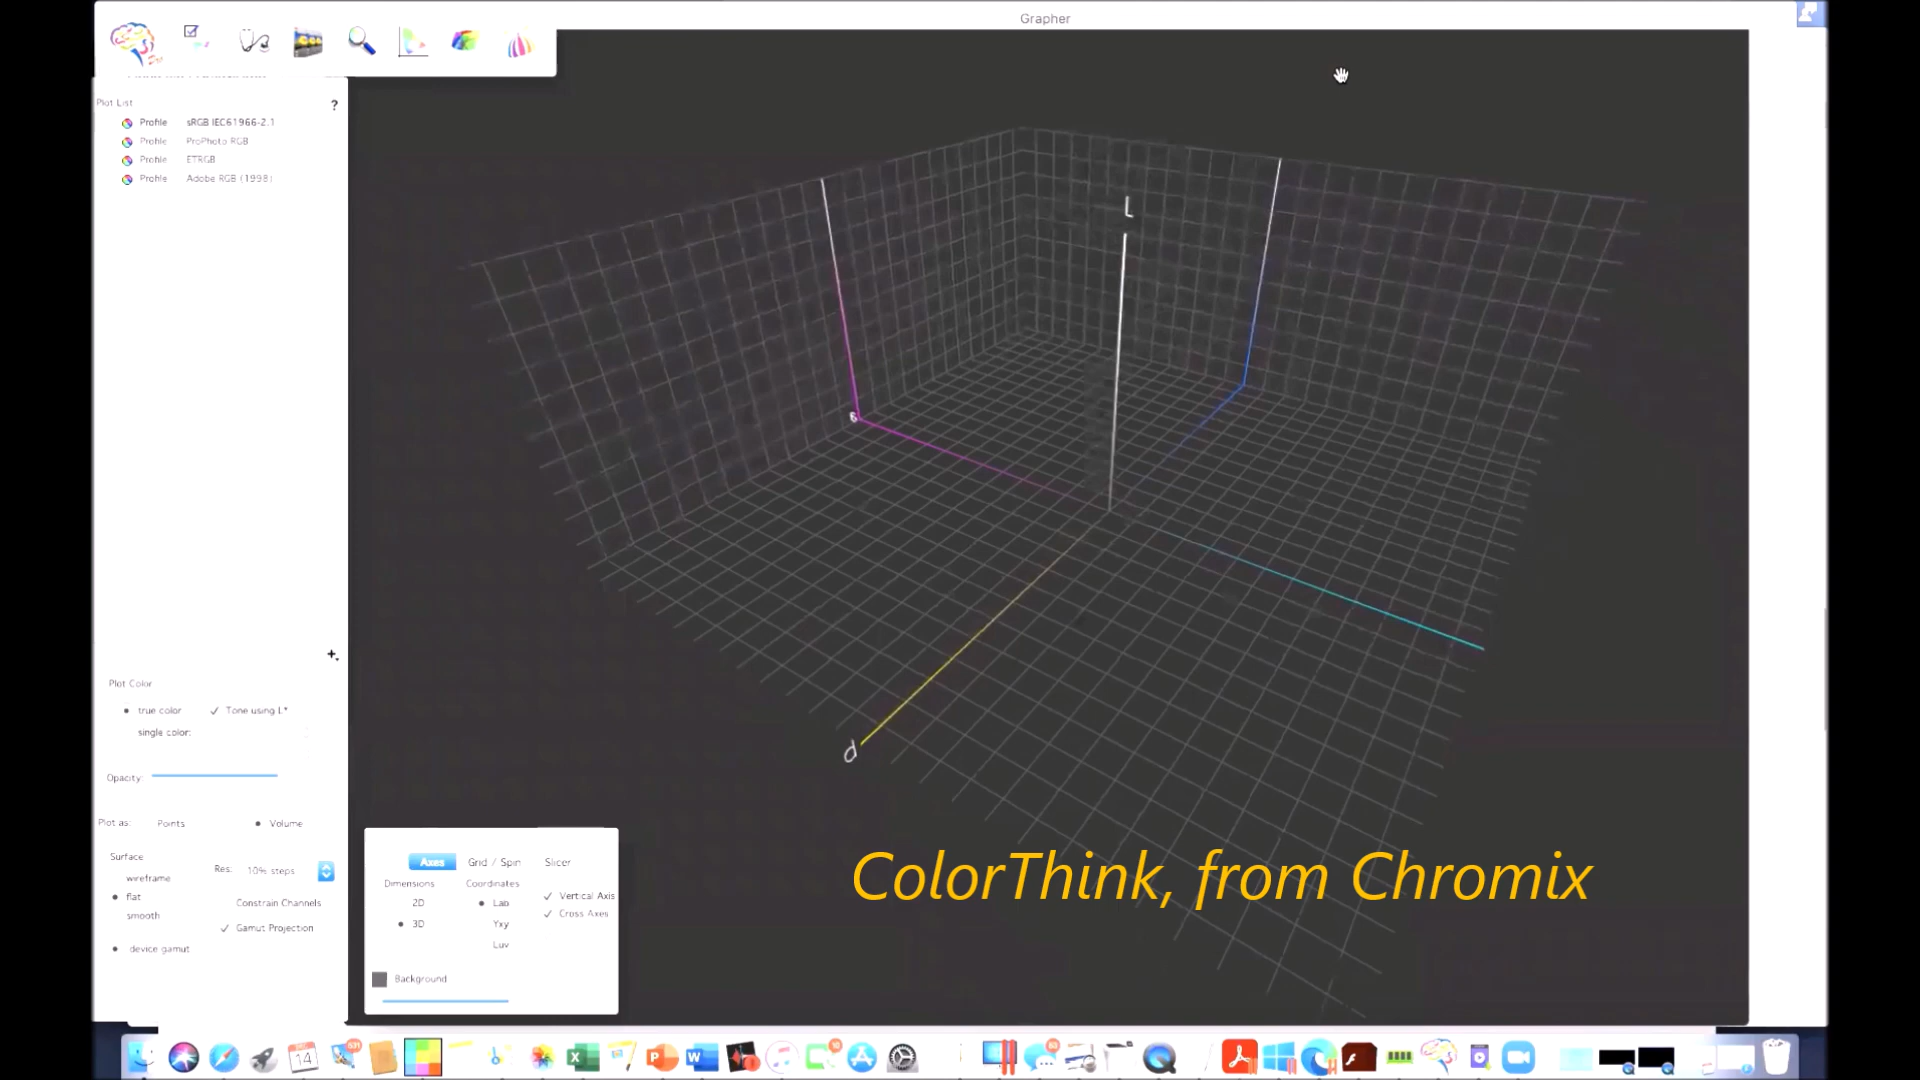 Grapher
Plot List
?
Profile sRGB IEC61966-2.1
Profile ProPhoto RGB
Profile ETRGB
Profile Adobe RGB (1998)
L
Plot Color
true color ✓ Tone using L*
single color:
Opacity:
Plot as: Points Volume
Surface
wireframe
Res: 10% steps
flat
Constrain Channels
smooth
✓ Gamut Projection
device gamut
Axes Grid / Spin Slicer
Dimensions Coordinates
✓ Vertical Axis
2D Lab
✓ Cross Axes
3D Yxy
Luv
Background
ColorThink, from Chromix
14